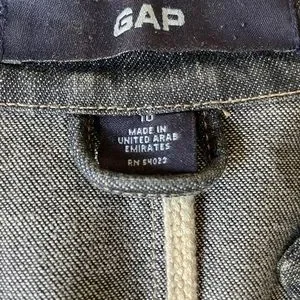 GAP
10
MADE IN
UNITED ARAB
EMIRATES
RN 54023